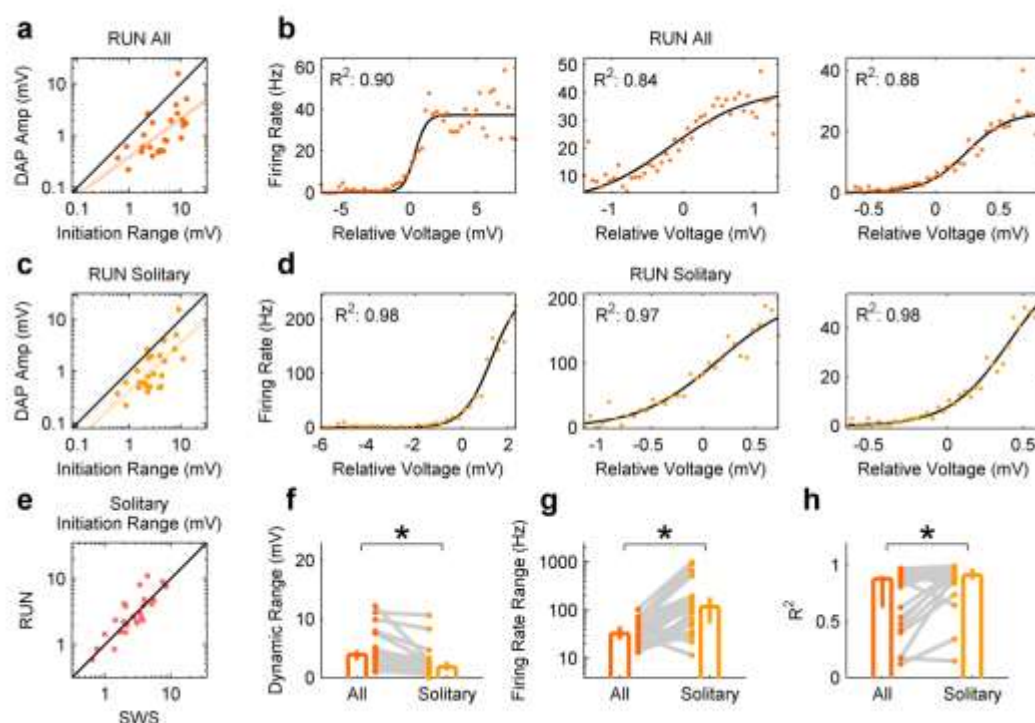 a
RUN All
DAP Amp (mV)
10
1
0.1
0.1
1
10
Initiation Range (mV)
b
RUN All
R²: 0.90
Firing Rate (Hz)
60
40
20
0
-5
0
5
Relative Voltage (mV)
R²: 0.84
50
40
30
20
10
-1
0
1
Relative Voltage (mV)
R²: 0.88
40
20
0
-0.5
0
0.5
Relative Voltage (mV)
c
RUN Solitary
DAP Amp (mV)
10
1
0.1
0.1
1
10
Initiation Range (mV)
d
RUN Solitary
R²: 0.98
Firing Rate (Hz)
200
100
0
-6
-4
-2
0
2
Relative Voltage (mV)
R²: 0.97
200
100
0
-1
-0.5
0
0.5
Relative Voltage (mV)
R²: 0.98
40
20
0
-0.5
0
0.5
Relative Voltage (mV)
e
Solitary
Initiation Range (mV)
RUN
10
1
1
10
SWS
f
*
Dynamic Range (mV)
20
10
0
All
Solitary
g
*
Firing Rate Range (Hz)
1000
100
10
All
Solitary
h
*
R²
1
0.5
0
All
Solitary